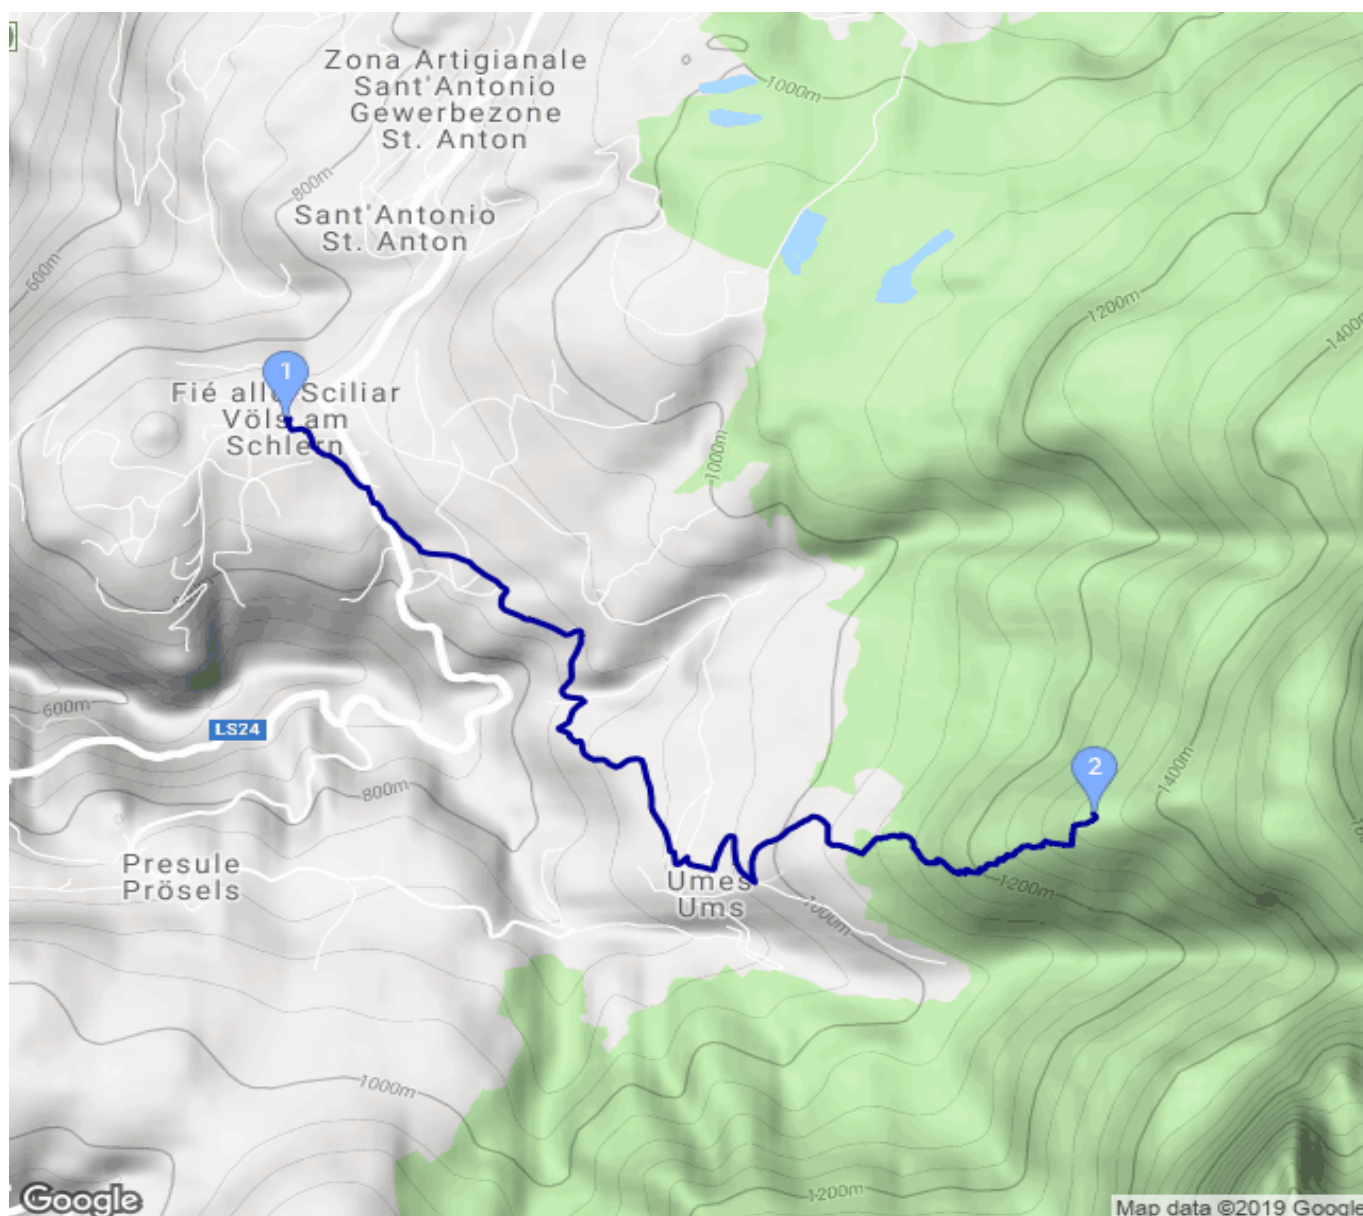 Zona Artigianale
Sant'Antonio
Gewerbezone
St. Anton
1000m
800m
Sant'Antonio
St. Anton
600m
1200m
1400m
1
Fié allo Sciliar
Völs am
Schlern
1000m
600m
LS24
800m
2
1400m
Presule
Prösels
Umes
Ums
1200m
1000m
1000m
1200m
Google
Map data ©2019 Google